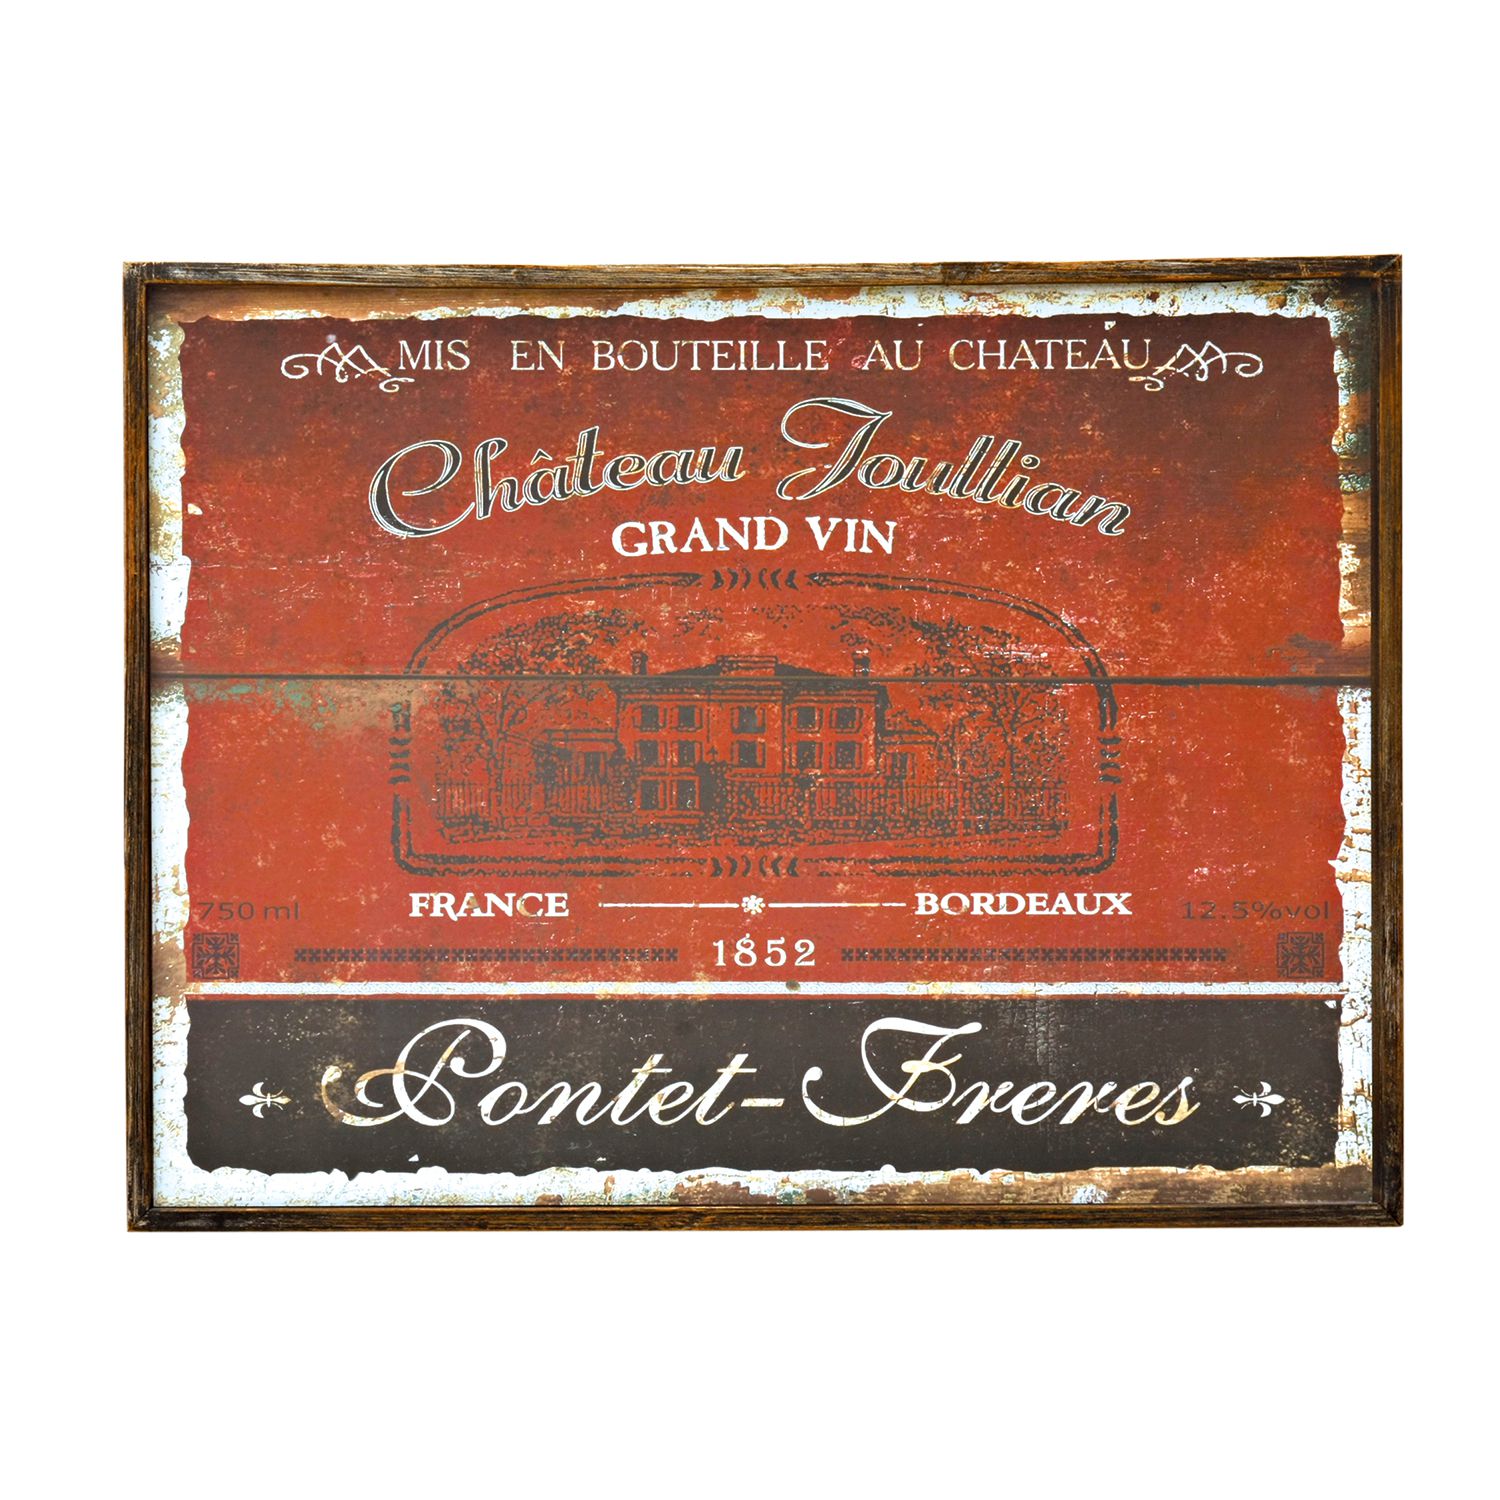 MIS EN BOUTEILLE AU CHATEAU
Château Joullian
GRAND VIN
FRANCE BORDEAUX
750 ml 12.5%vol
1852
Pontet-Freres